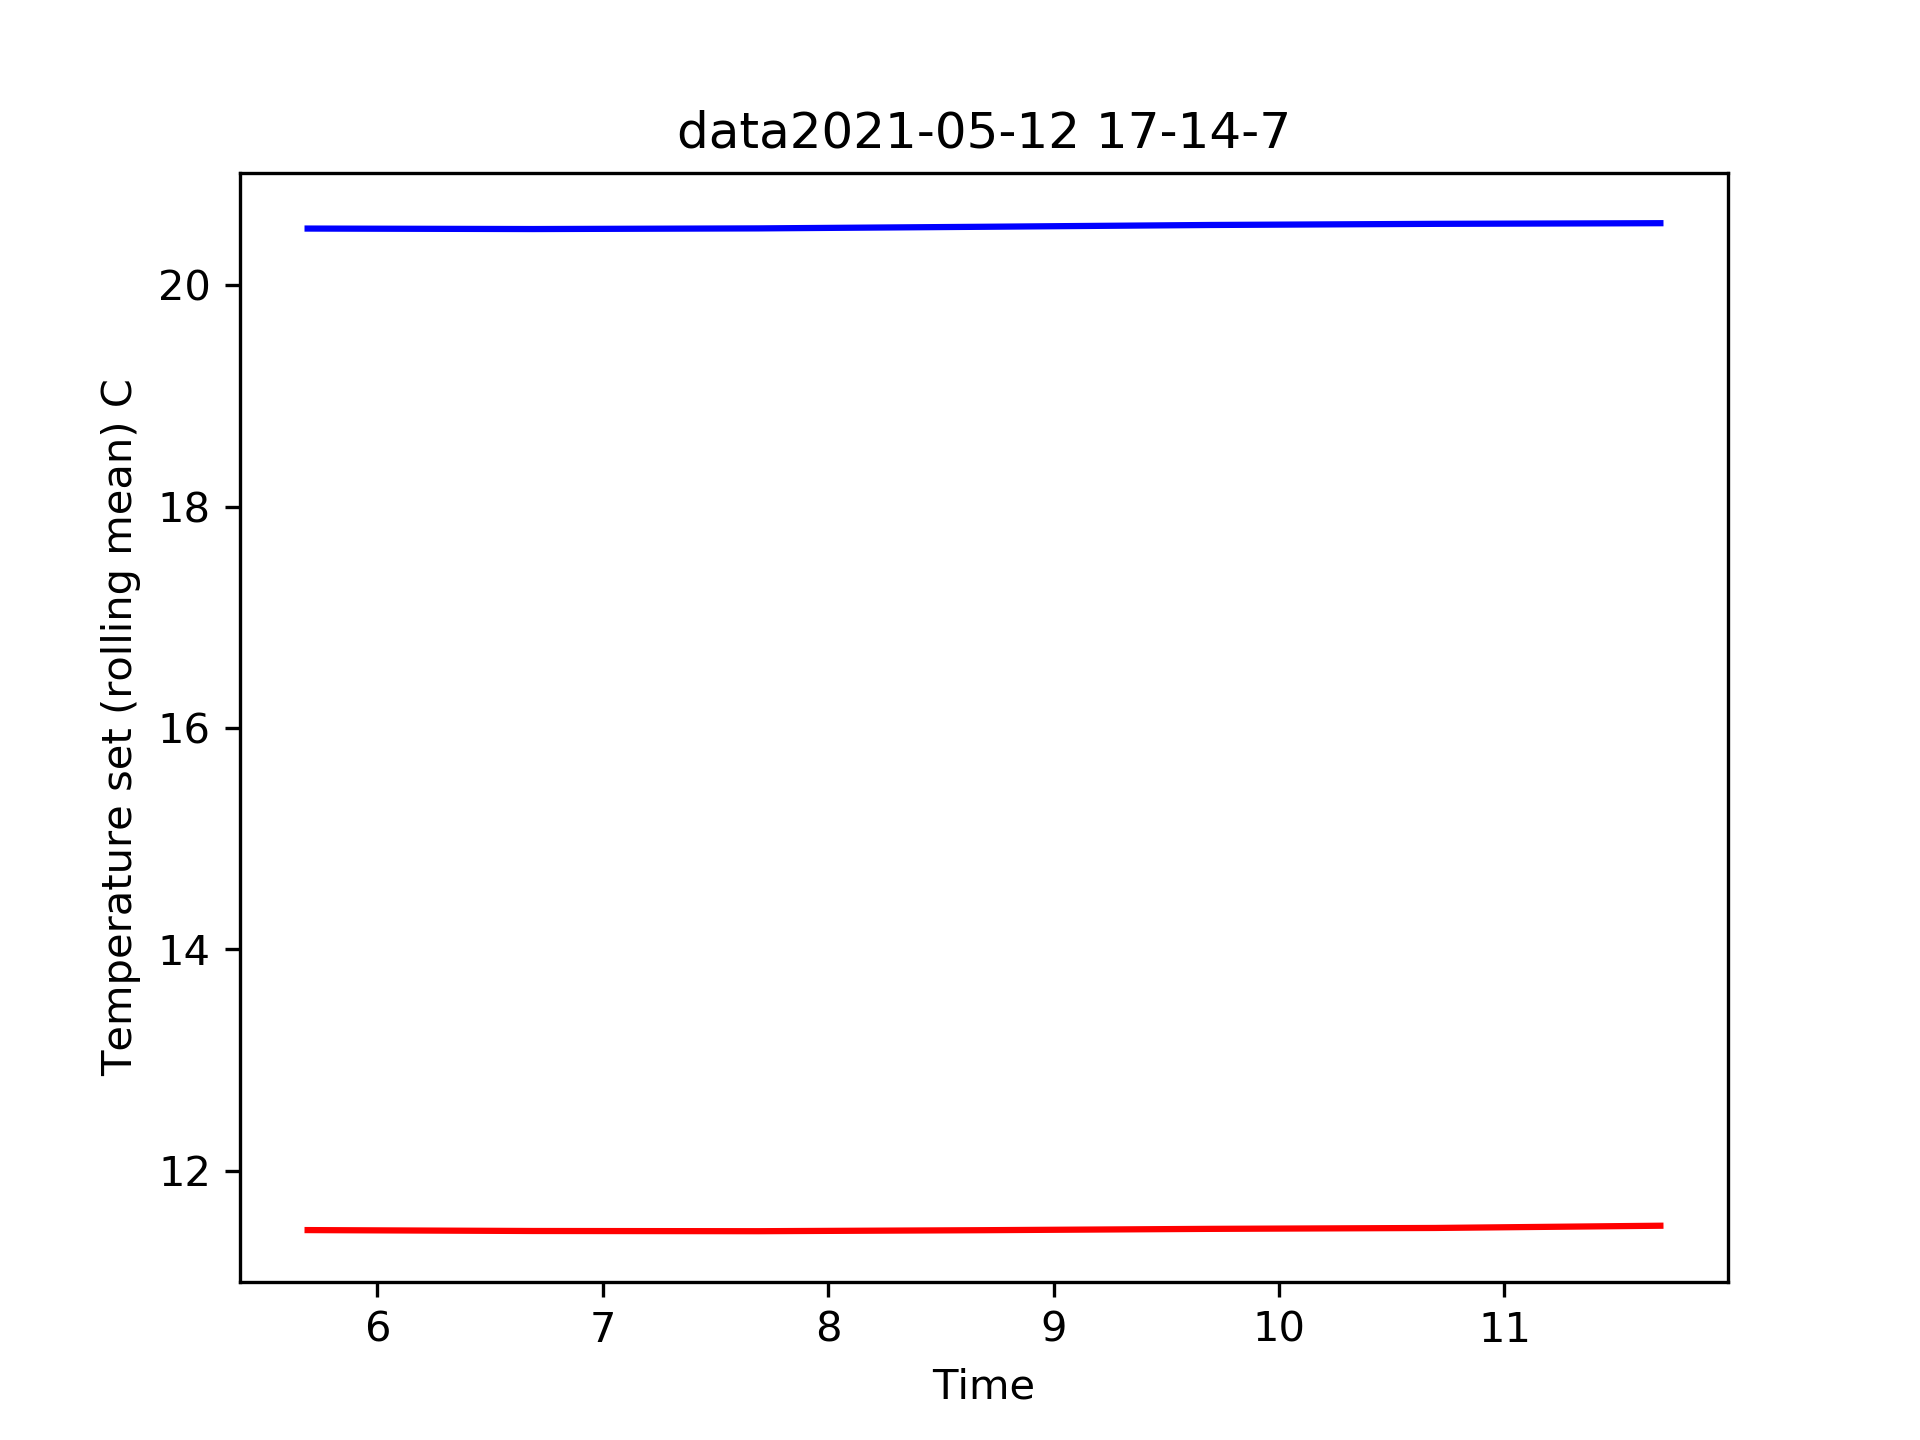 data2021-05-12 17-14-7
Temperature set (rolling mean) C
20
18
16
14
12
6 7 8 9 10 11
Time